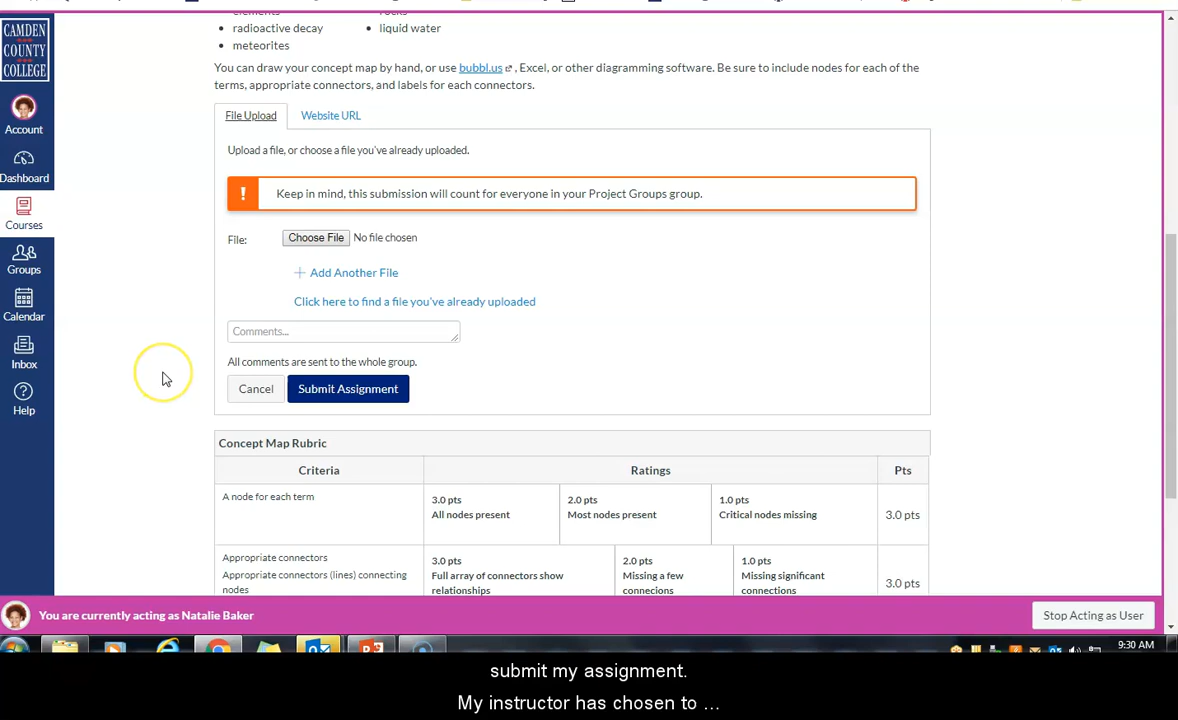 CAMDEN
COUNTY
COLLEGE
Account
Dashboard
Courses
Groups
Calendar
Inbox
Help
• radioactive decay • liquid water
• meteorites
You can draw your concept map by hand, or use bubbl.us , Excel, or other diagramming software. Be sure to include nodes for each of the
terms, appropriate connectors, and labels for each connectors.
File Upload Website URL
Upload a file, or choose a file you've already uploaded.
! Keep in mind, this submission will count for everyone in your Project Groups group.
File: Choose File No file chosen
+ Add Another File
Click here to find a file you've already uploaded
Comments...
All comments are sent to the whole group.
Cancel Submit Assignment
Concept Map Rubric
Criteria Ratings Pts
A node for each term
3.0 pts 2.0 pts 1.0 pts
All nodes present Most nodes present Critical nodes missing 3.0 pts
Appropriate connectors
Appropriate connectors (lines) connecting
nodes
3.0 pts 2.0 pts 1.0 pts
Full array of connectors show Missing a few Missing significant
relationships connecions connections
3.0 pts
You are currently acting as Natalie Baker Stop Acting as User
9:30 AM
submit my assignment.
My instructor has chosen to ...